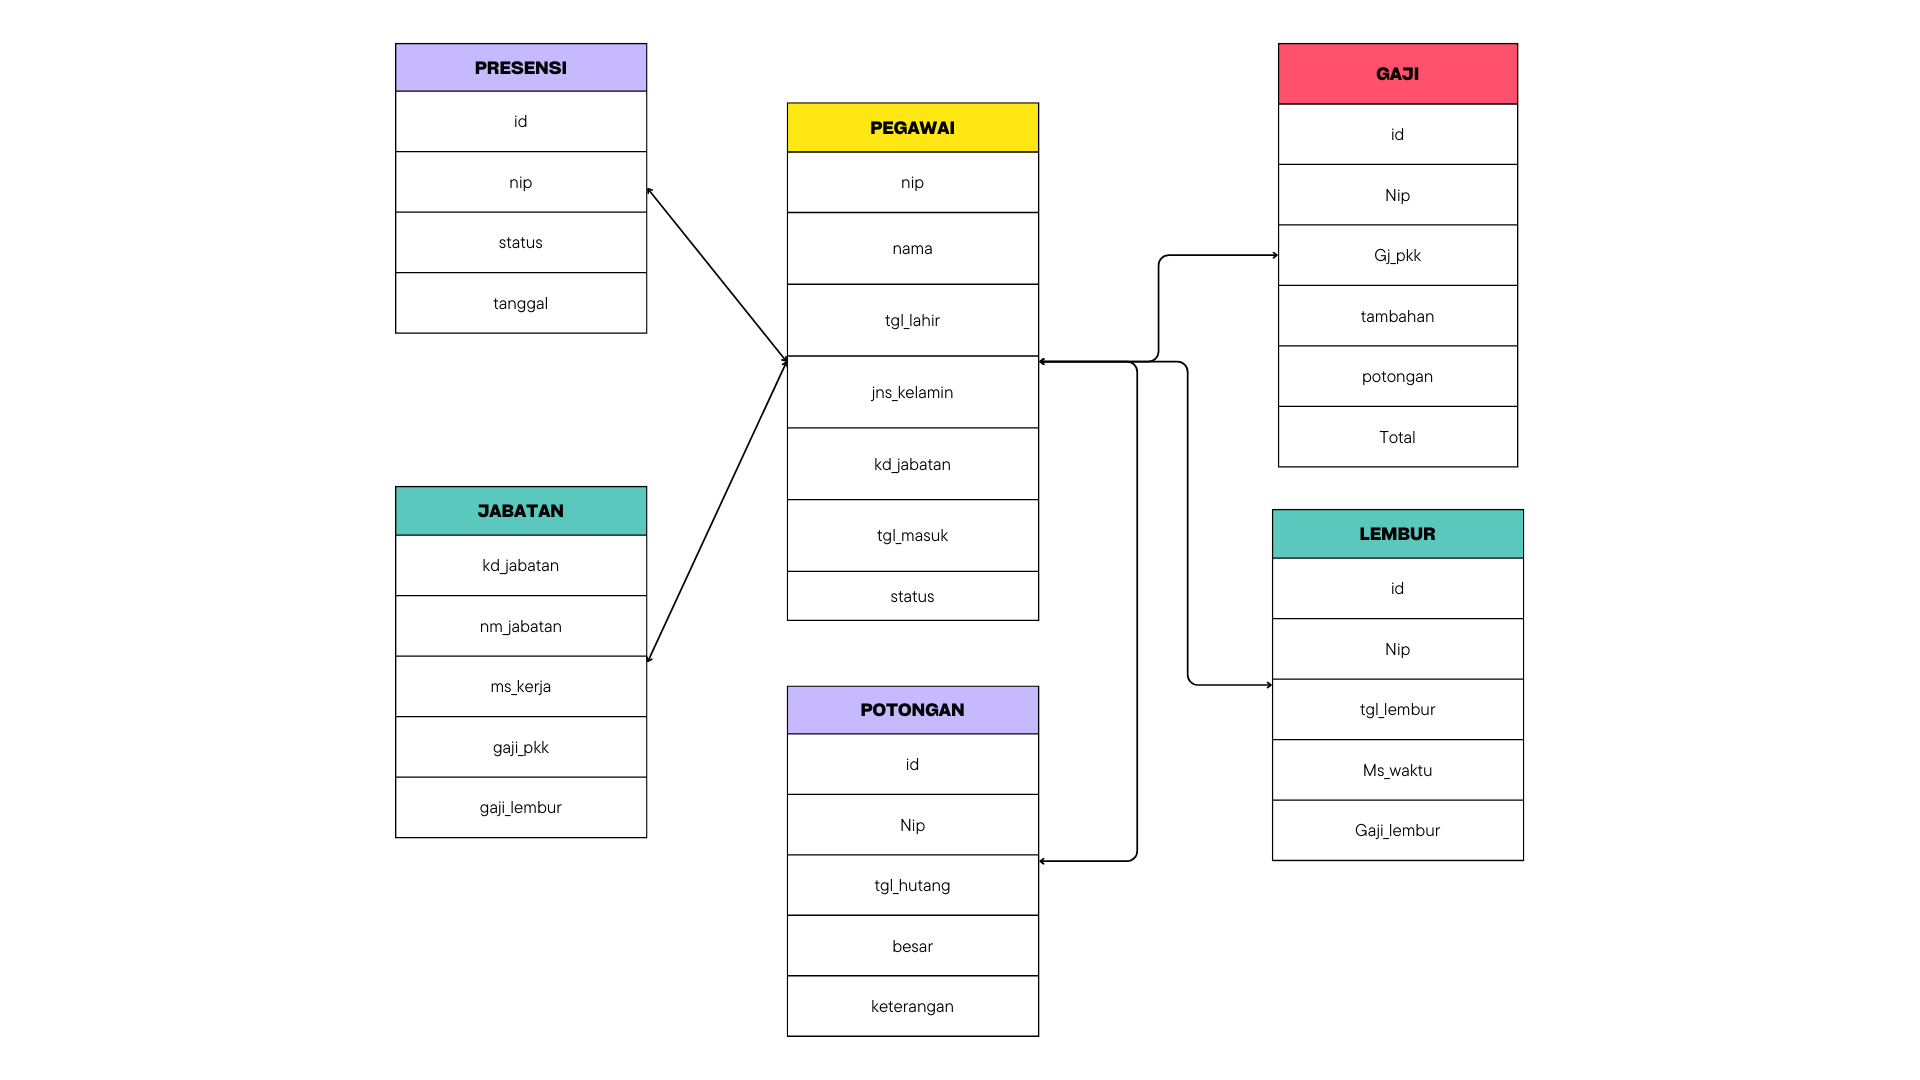 PRESENSI
id
nip
status
tanggal
PEGAWAI
nip
nama
tgl_lahir
jns_kelamin
kd_jabatan
tgl_masuk
status
GAJI
id
Nip
Gj_pkk
tambahan
potongan
Total
JABATAN
kd_jabatan
nm_jabatan
ms_kerja
gaji_pkk
gaji_lembur
POTONGAN
id
Nip
tgl_hutang
besar
keterangan
LEMBUR
id
Nip
tgl_lembur
Ms_waktu
Gaji_lembur